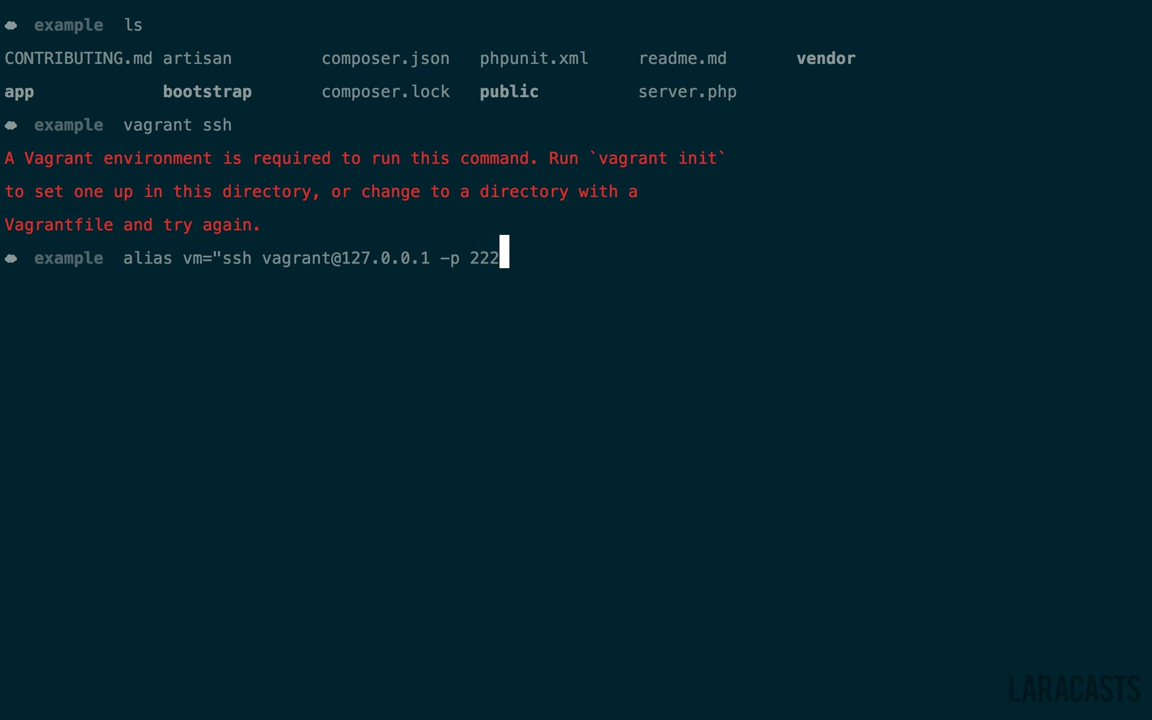 example ls
CONTRIBUTING.md artisan composer.json phpunit.xml readme.md vendor
app bootstrap composer.lock public server.php
example vagrant ssh
A Vagrant environment is required to run this command. Run `vagrant init`
to set one up in this directory, or change to a directory with a
Vagrantfile and try again.
example alias vm="ssh vagrant@127.0.0.1 -p 222
LARACASTS